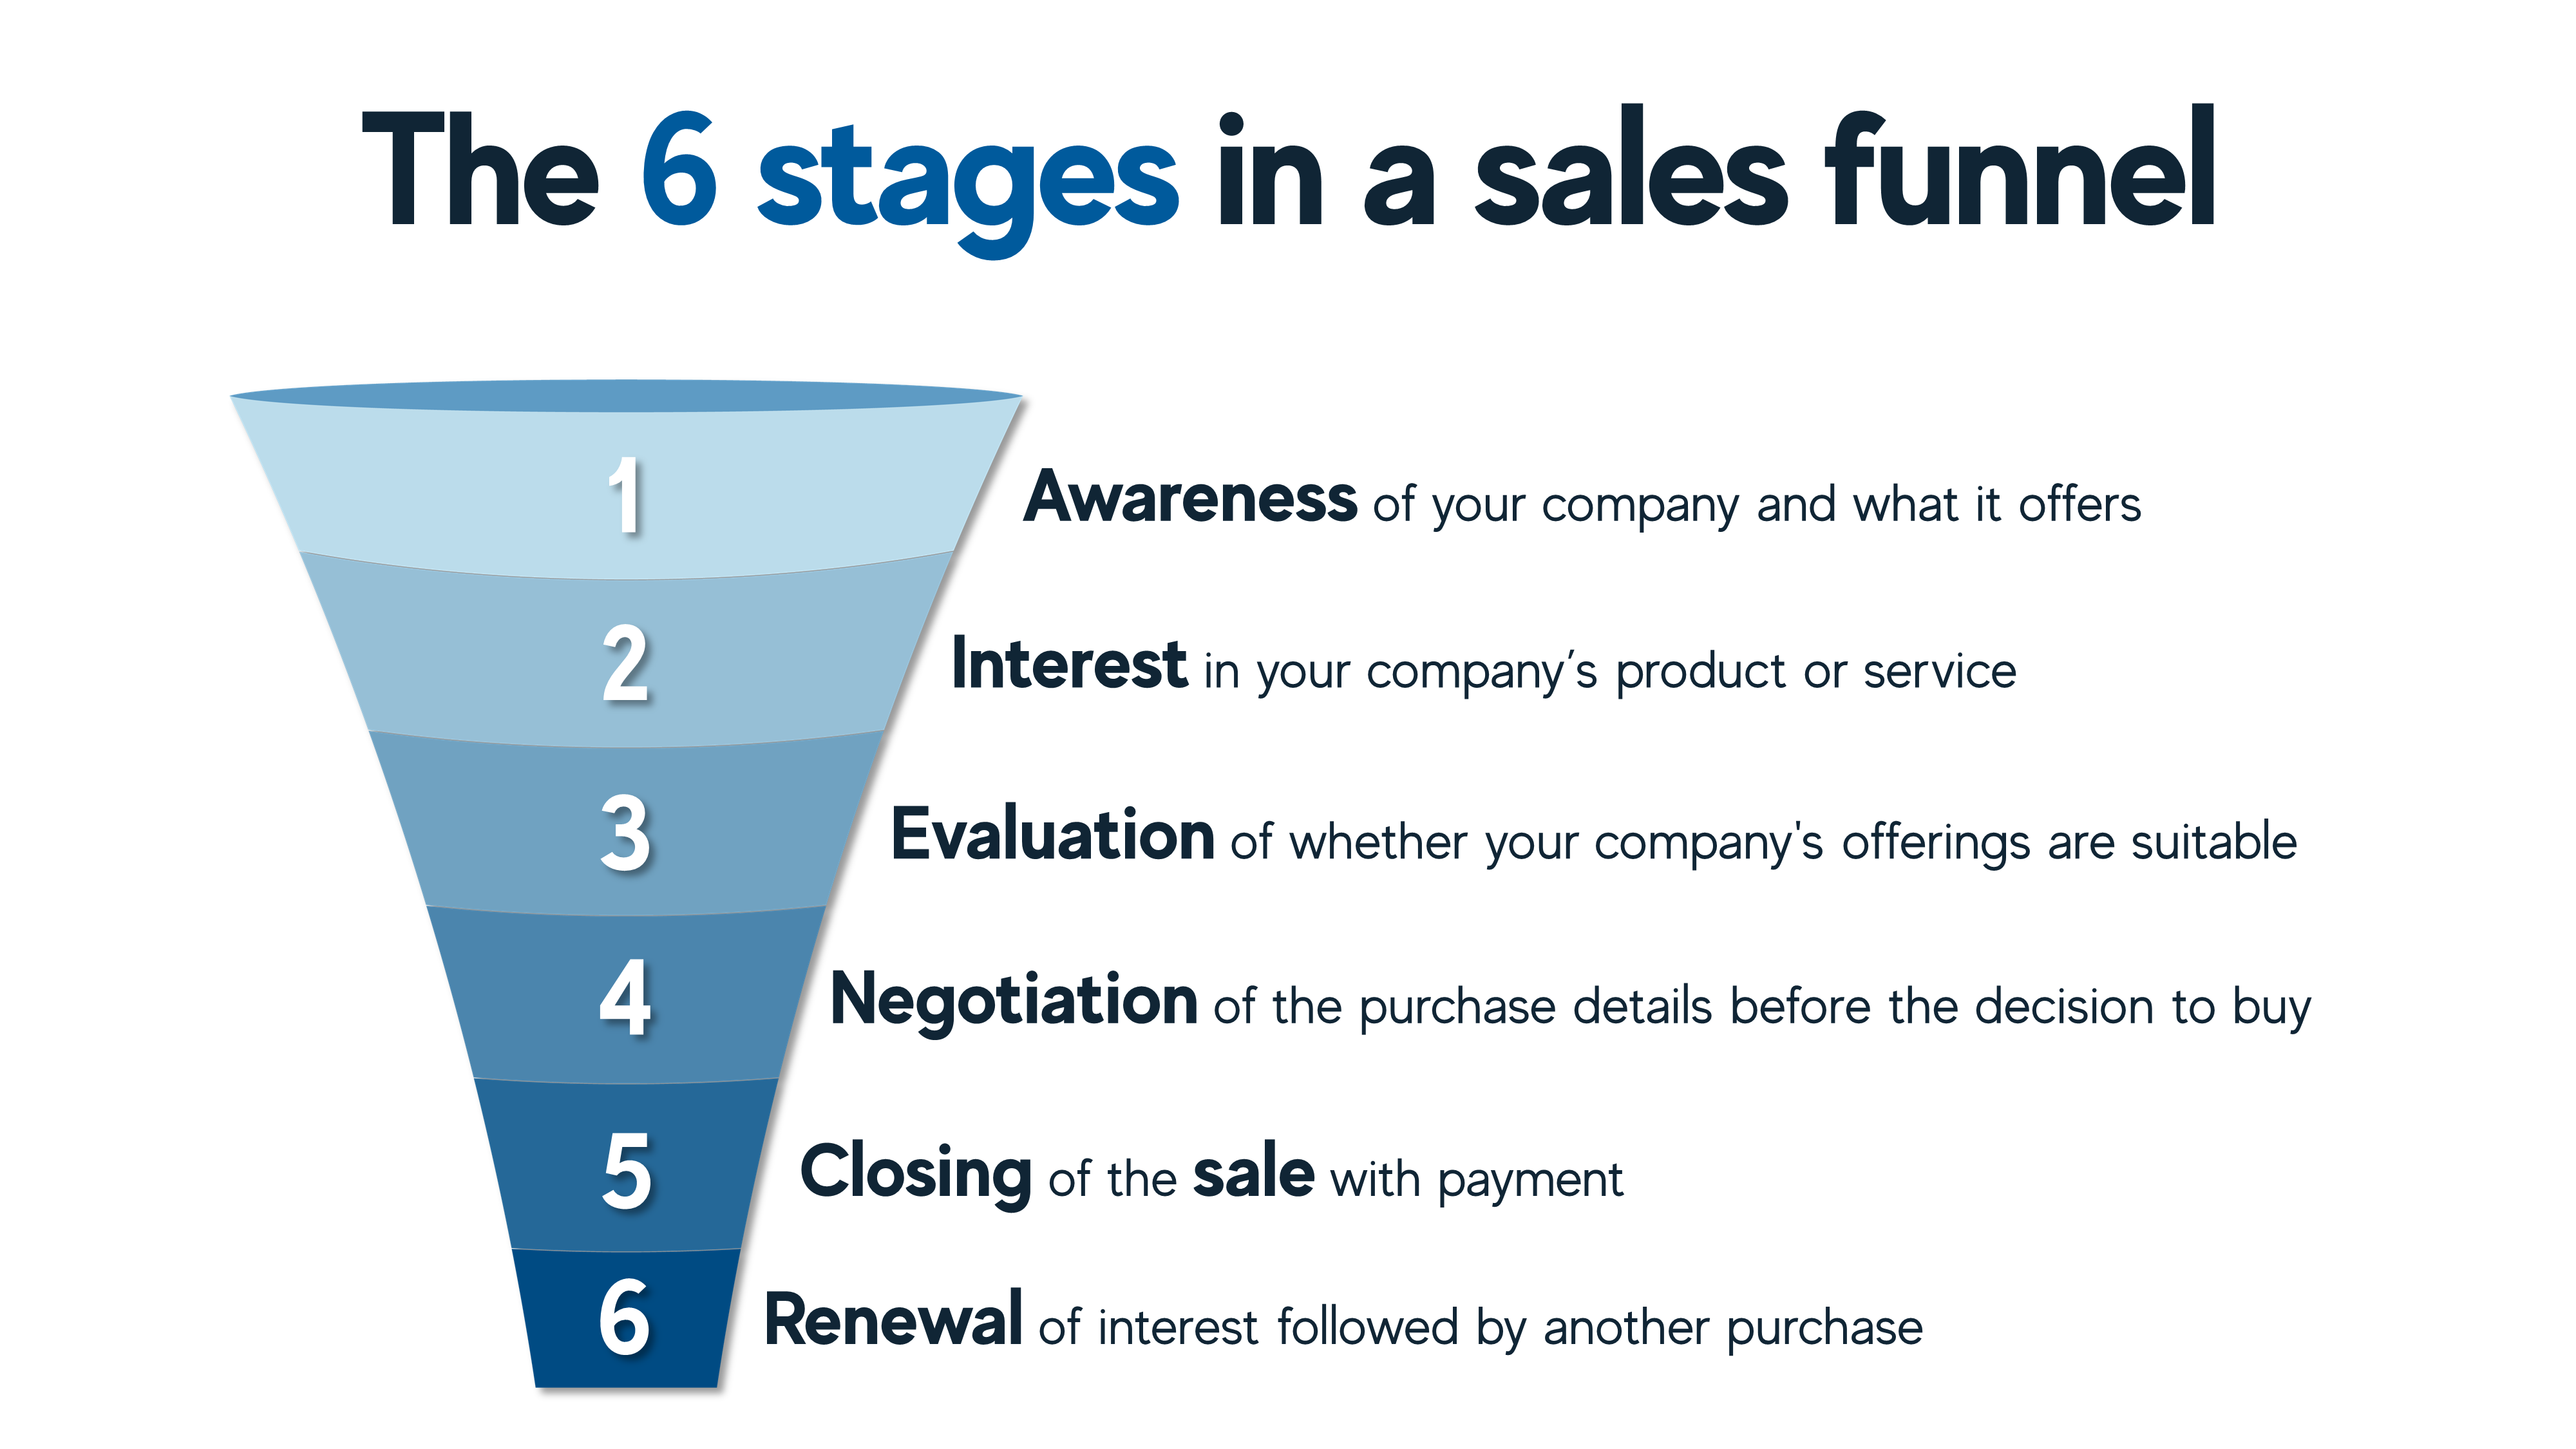 The 6 stages in a sales funnel
1
Awareness of your company and what it offers
2
Interest in your company’s product or service
3
Evaluation of whether your company's offerings are suitable
4
Negotiation of the purchase details before the decision to buy
5
Closing of the sale with payment
6
Renewal of interest followed by another purchase